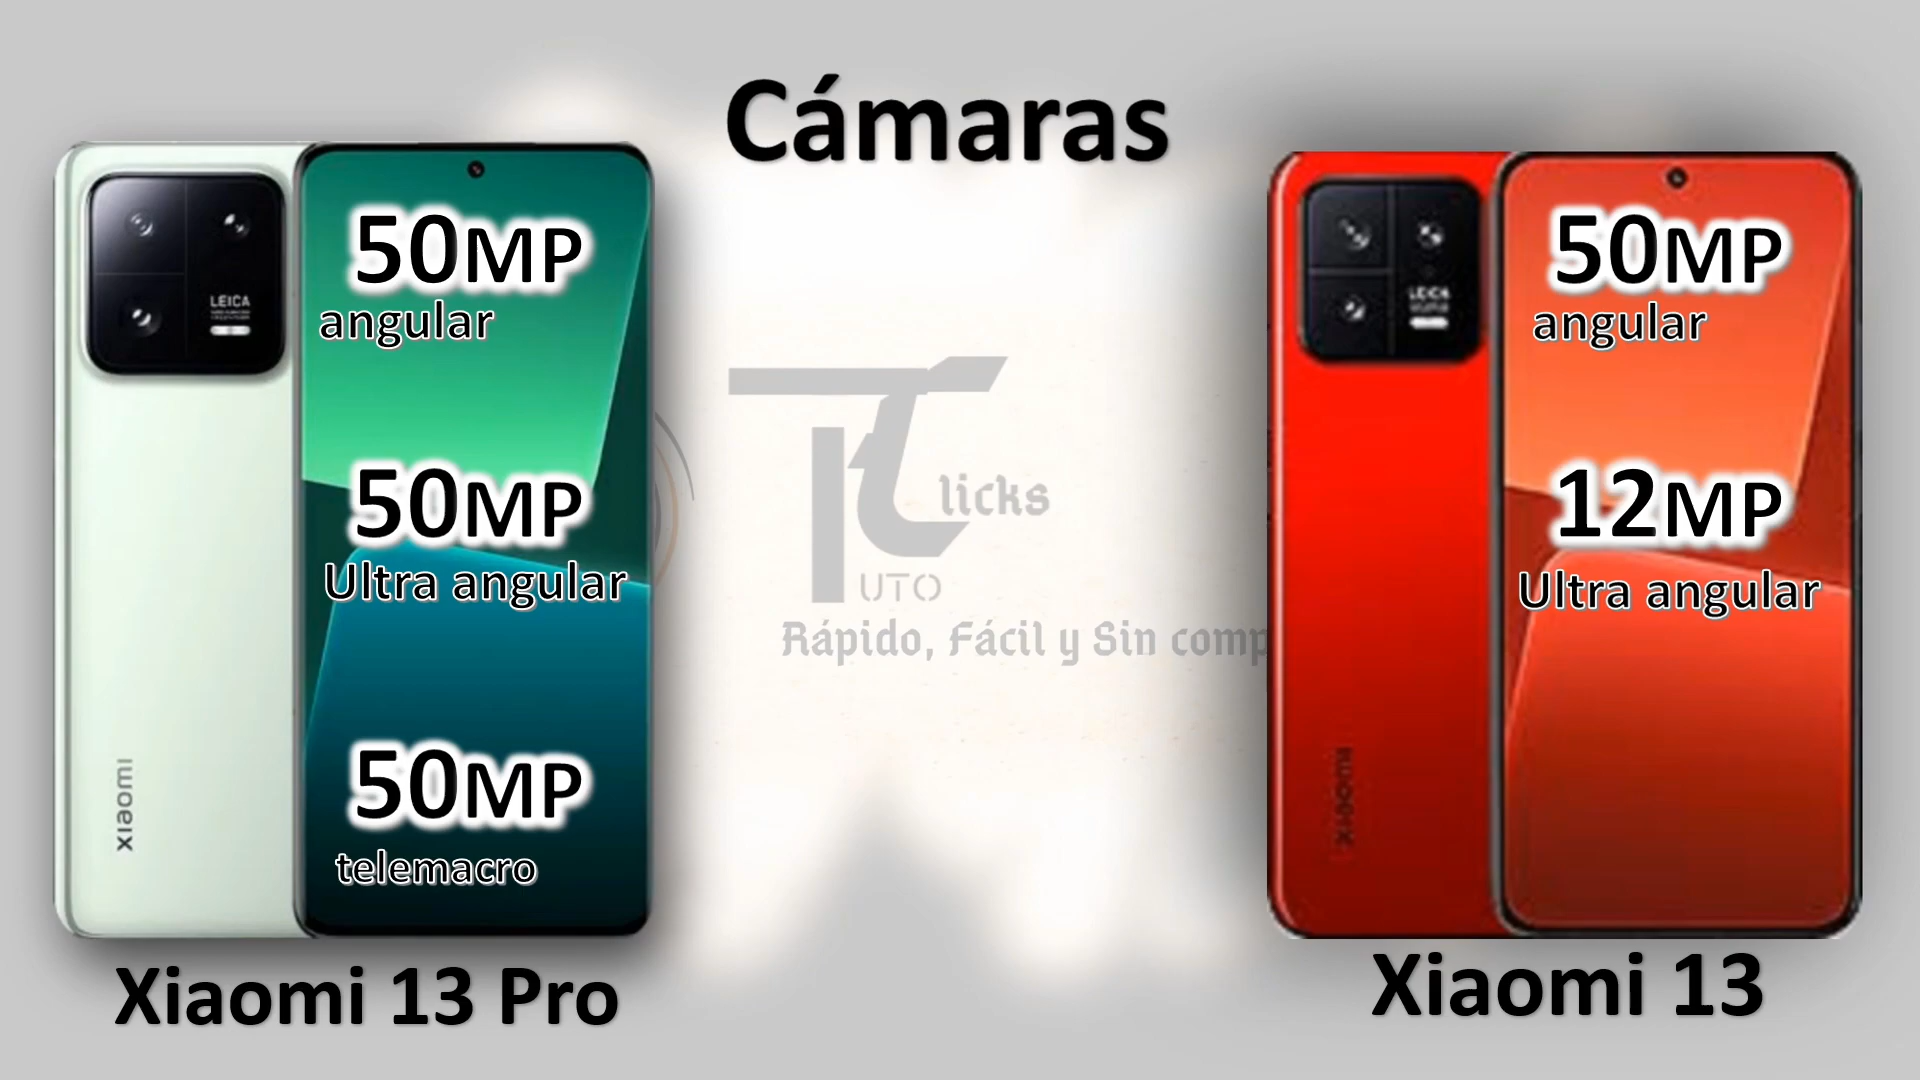 Cámaras
50MP
angular
50MP
Ultra angular
50MP
telemacro
LEICA
xiaomi
Xiaomi 13 Pro
licks
UTO
Rápido, Fácil y Sin comp
50MP
angular
12MP
Ultra angular
LEICA
xiaomi
Xiaomi 13